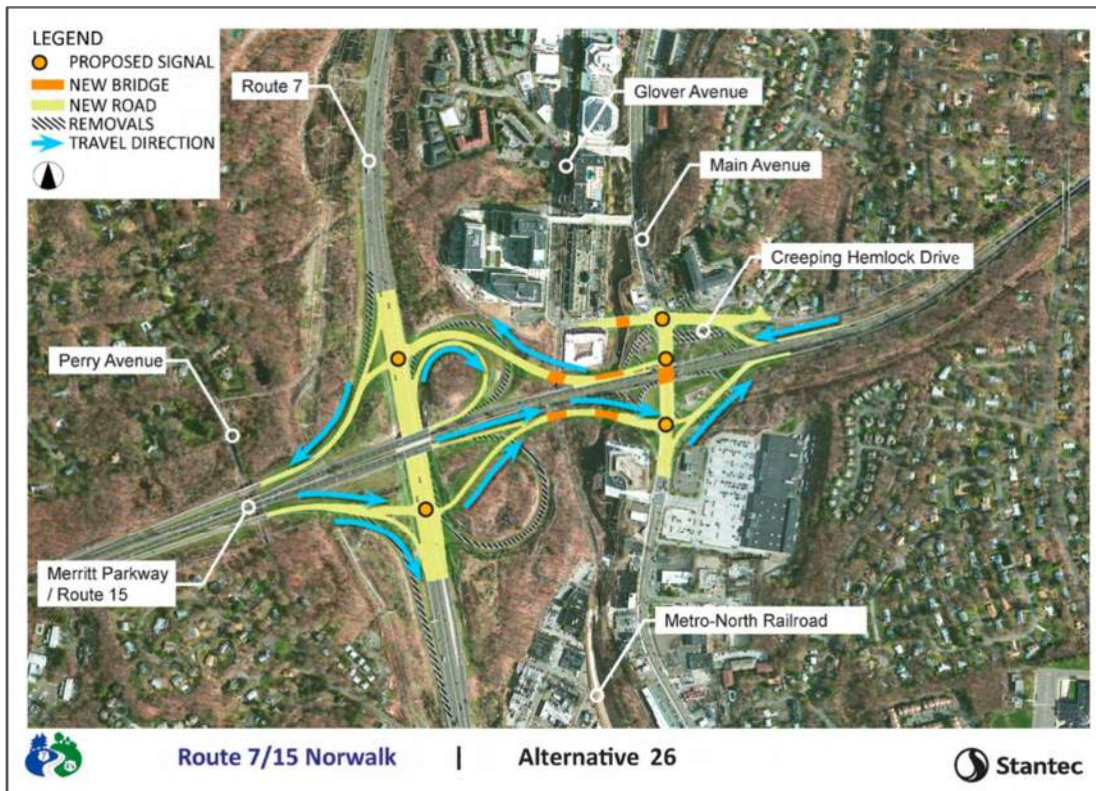 LEGEND
PROPOSED SIGNAL
NEW BRIDGE
NEW ROAD
REMOVALS
TRAVEL DIRECTION
Route 7
Glover Avenue
Main Avenue
Creeping Hemlock Drive
Perry Avenue
Merritt Parkway
/ Route 15
Metro-North Railroad
Route 7/15 Norwalk | Alternative 26
Stantec